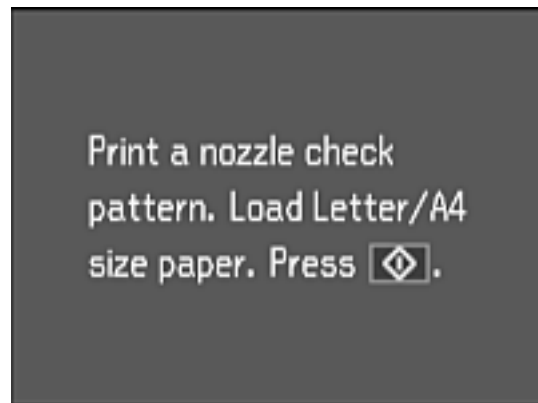 Print a nozzle check
pattern. Load Letter/A4
size paper. Press .